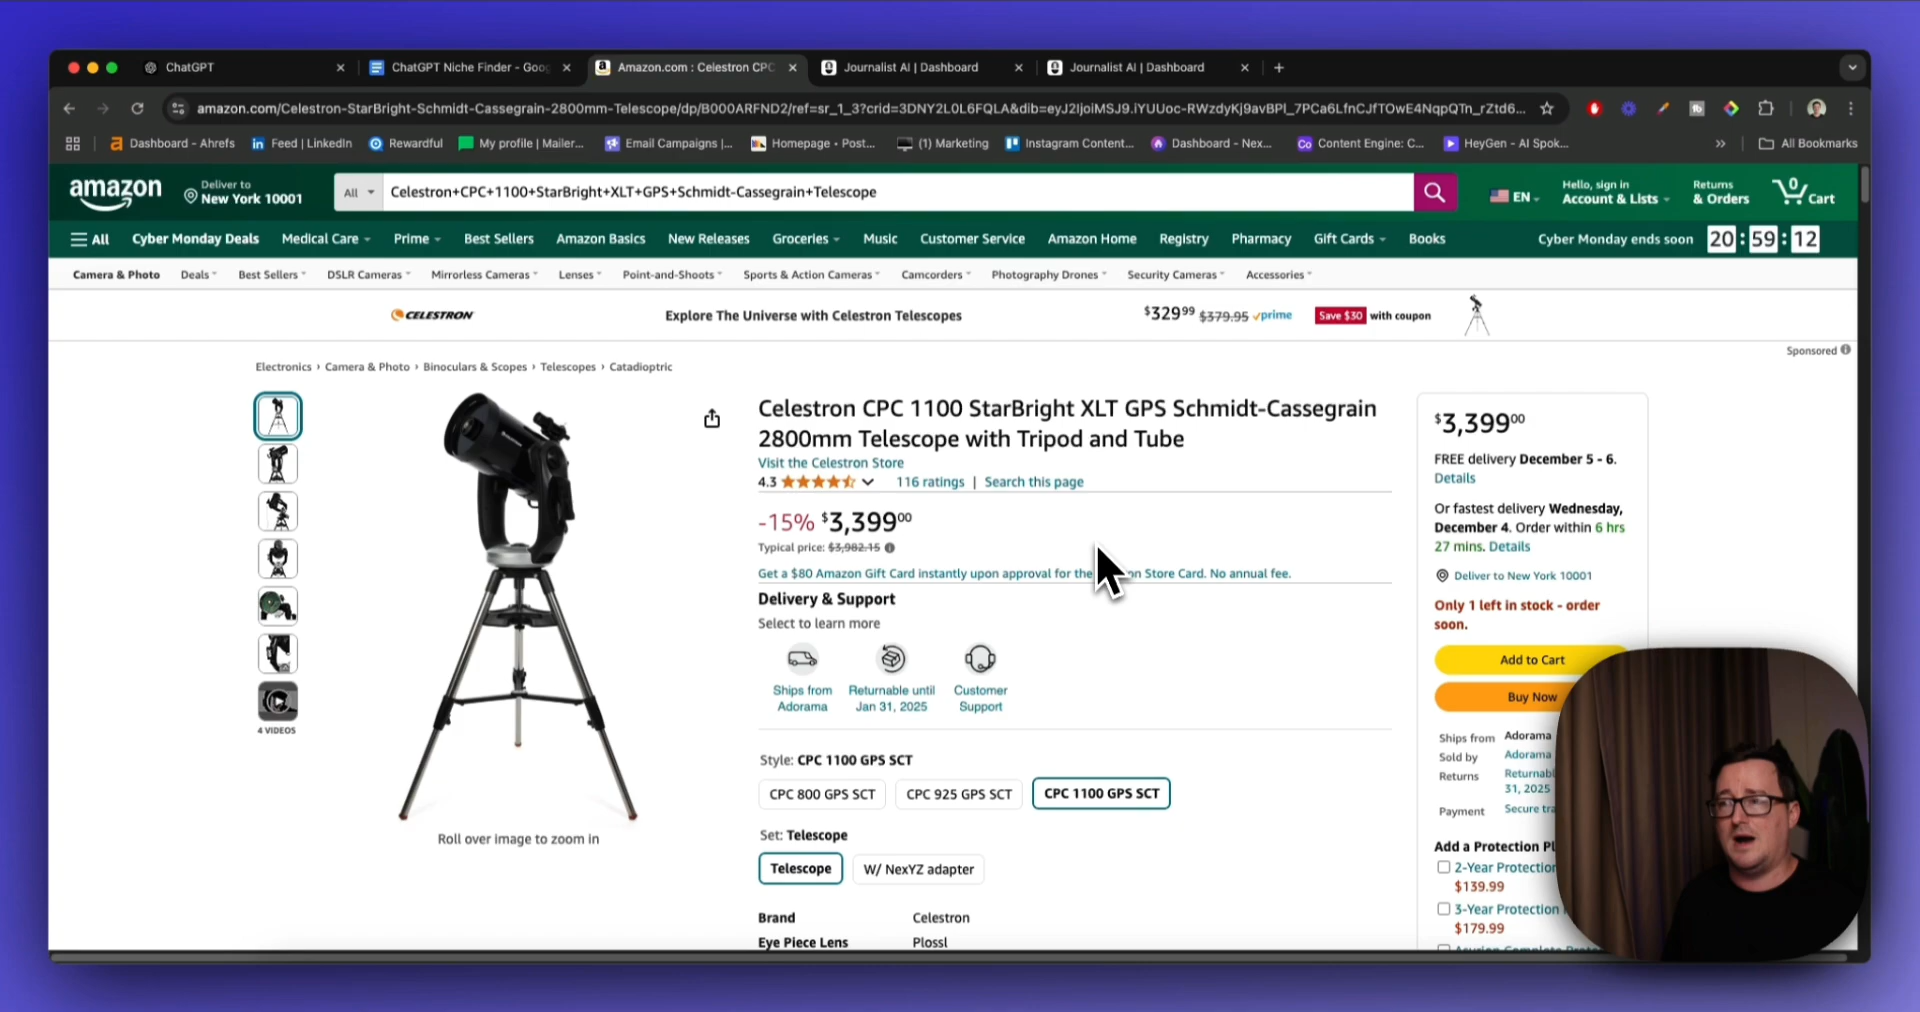 ChatGPT
ChatGPT Niche Finder - Goog
Amazon.com : Celestron CPC
Journalist AI | Dashboard
Journalist AI | Dashboard
amazon.com/Celestron-StarBright-Schmidt-Cassegrain-2800mm-Telescope/dp/B000ARFND2/ref=sr_1_3?crid=3DNY2L0L6FQLA&dib=eyJ2IjoiMSJ9.iYUUoc-RWzdyKj9avBPl_7PCa6LfnCJfTOwE4NqpQTn_rZtd6...
Dashboard - Ahrefs
Feed | LinkedIn
Rewardful
My profile | Mailer...
Email Campaigns |...
Homepage • Post...
(1) Marketing
Instagram Content...
Dashboard - Nex...
Content Engine: C...
HeyGen - AI Spok...
»
All Bookmarks
amazon
Deliver to
New York 10001
All
Celestron+CPC+1100+StarBright+XLT+GPS+Schmidt-Cassegrain+Telescope
EN
Hello, sign in
Account & Lists
Returns
& Orders
0
Cart
All
Cyber Monday Deals
Medical Care
Prime
Best Sellers
Amazon Basics
New Releases
Groceries
Music
Customer Service
Amazon Home
Registry
Pharmacy
Gift Cards
Books
Cyber Monday ends soon 20 : 59 : 12
Camera & Photo
Deals
Best Sellers
DSLR Cameras
Mirrorless Cameras
Lenses
Point-and-Shoots
Sports & Action Cameras
Camcorders
Photography Drones
Security Cameras
Accessories
CELESTRON
Explore The Universe with Celestron Telescopes
$329.99 $379.95 prime
Save $30 with coupon
Sponsored
Electronics › Camera & Photo › Binoculars & Scopes › Telescopes › Catadioptric
4 VIDEOS
Roll over image to zoom in
Celestron CPC 1100 StarBright XLT GPS Schmidt-Cassegrain
2800mm Telescope with Tripod and Tube
Visit the Celestron Store
4.3
116 ratings | Search this page
-15% $3,399.00
Typical price: $3,982.15
Get a $80 Amazon Gift Card instantly upon approval for the on Store Card. No annual fee.
Delivery & Support
Select to learn more
Ships from
Adorama
Returnable until
Jan 31, 2025
Customer
Support
Style: CPC 1100 GPS SCT
CPC 800 GPS SCT
CPC 925 GPS SCT
CPC 1100 GPS SCT
Set: Telescope
Telescope
W/ NexYZ adapter
Brand Celestron
Eye Piece Lens Plossl
$3,399.00
FREE delivery December 5 - 6.
Details
Or fastest delivery Wednesday,
December 4. Order within 6 hrs
27 mins. Details
Deliver to New York 10001
Only 1 left in stock - order
soon.
Add to Cart
Buy Now
Ships from Adorama
Sold by Adorama
Returns Returnabl
31, 2025
Payment Secure tra
Add a Protection Pl
2-Year Protection
$139.99
3-Year Protection
$179.99